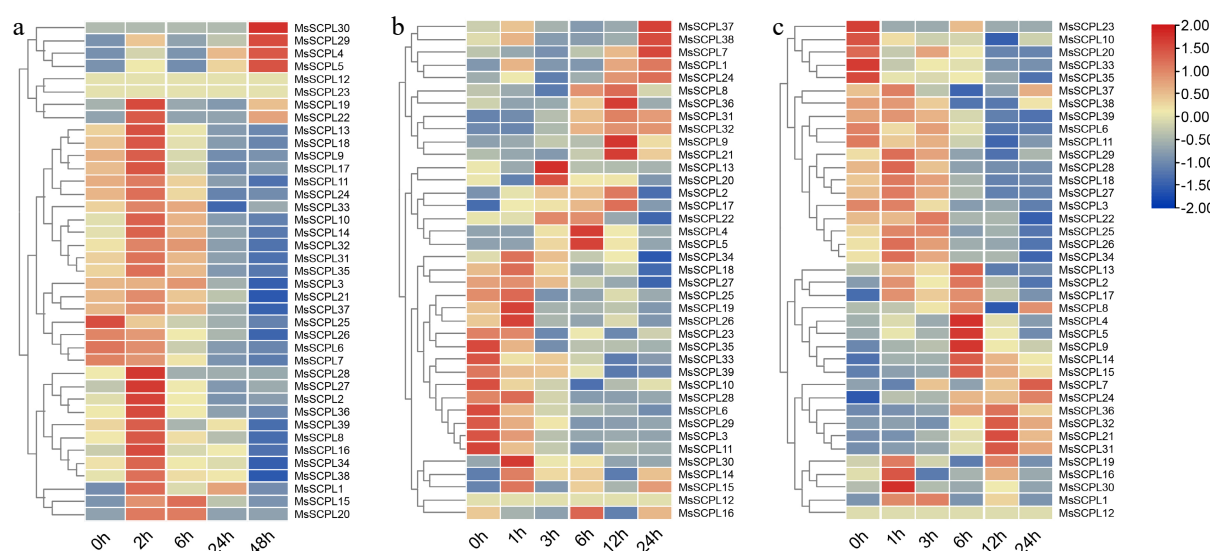 a
MsSCPL30
MsSCPL29
MsSCPL4
MsSCPL5
MsSCPL12
MsSCPL23
MsSCPL19
MsSCPL22
MsSCPL13
MsSCPL18
MsSCPL9
MsSCPL17
MsSCPL11
MsSCPL24
MsSCPL33
MsSCPL10
MsSCPL14
MsSCPL32
MsSCPL31
MsSCPL35
MsSCPL3
MsSCPL21
MsSCPL37
MsSCPL25
MsSCPL26
MsSCPL6
MsSCPL7
MsSCPL28
MsSCPL27
MsSCPL2
MsSCPL36
MsSCPL39
MsSCPL8
MsSCPL16
MsSCPL34
MsSCPL38
MsSCPL1
MsSCPL15
MsSCPL20
0h 2h 6h 24h 48h
b
MsSCPL37
MsSCPL38
MsSCPL7
MsSCPL1
MsSCPL24
MsSCPL8
MsSCPL36
MsSCPL31
MsSCPL32
MsSCPL9
MsSCPL21
MsSCPL13
MsSCPL20
MsSCPL2
MsSCPL17
MsSCPL22
MsSCPL4
MsSCPL5
MsSCPL34
MsSCPL18
MsSCPL27
MsSCPL25
MsSCPL19
MsSCPL26
MsSCPL23
MsSCPL35
MsSCPL33
MsSCPL39
MsSCPL10
MsSCPL28
MsSCPL6
MsSCPL29
MsSCPL3
MsSCPL11
MsSCPL30
MsSCPL14
MsSCPL15
MsSCPL12
MsSCPL16
0h 1h 3h 6h 12h 24h
c
MsSCPL23
MsSCPL10
MsSCPL20
MsSCPL33
MsSCPL35
MsSCPL37
MsSCPL38
MsSCPL39
MsSCPL6
MsSCPL11
MsSCPL29
MsSCPL28
MsSCPL18
MsSCPL27
MsSCPL3
MsSCPL22
MsSCPL25
MsSCPL26
MsSCPL34
MsSCPL13
MsSCPL2
MsSCPL17
MsSCPL8
MsSCPL4
MsSCPL5
MsSCPL9
MsSCPL14
MsSCPL15
MsSCPL7
MsSCPL24
MsSCPL36
MsSCPL32
MsSCPL21
MsSCPL31
MsSCPL19
MsSCPL16
MsSCPL30
MsSCPL1
MsSCPL12
0h 1h 3h 6h 12h 24h
2.00
1.50
1.00
0.50
0.00
-0.50
-1.00
-1.50
-2.00